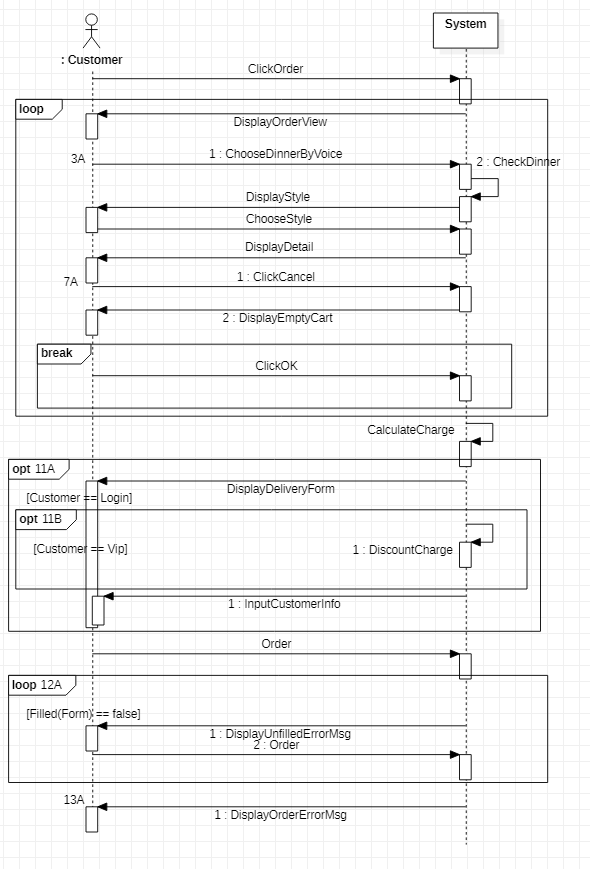 System
: Customer
ClickOrder
loop
DisplayOrderView
3A
1 : ChooseDinnerByVoice
2 : CheckDinner
DisplayStyle
ChooseStyle
DisplayDetail
7A
1 : ClickCancel
2 : DisplayEmptyCart
break
ClickOK
CalculateCharge
opt 11A
DisplayDeliveryForm
[Customer == Login]
opt 11B
[Customer == Vip]
1 : DiscountCharge
1 : InputCustomerInfo
Order
loop 12A
[Filled(Form) == false]
1 : DisplayUnfilledErrorMsg
2 : Order
13A
1 : DisplayOrderErrorMsg